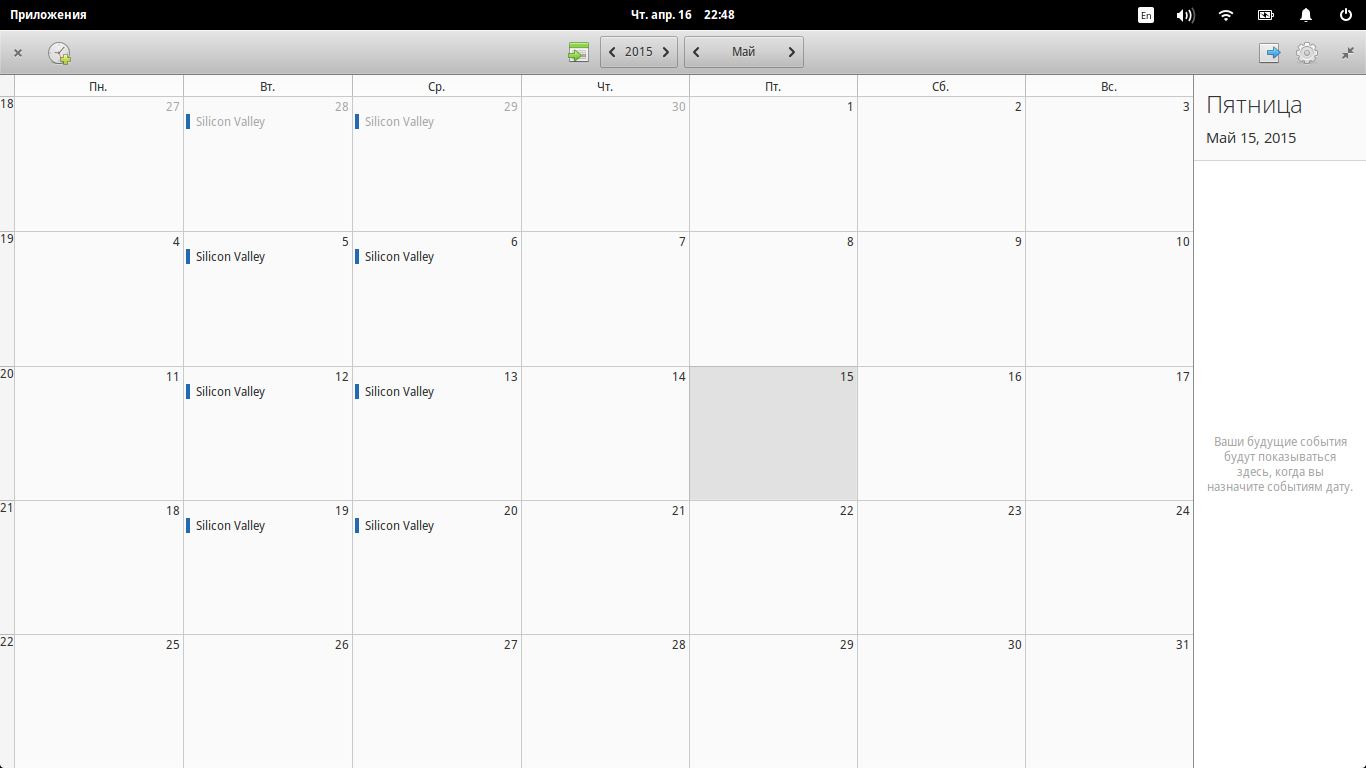 Приложения Чт. апр. 16 22:48 En
2015 Май
Пн. Вт. Ср. Чт. Пт. Сб. Вс.
Пятница
Май 15, 2015
18 27 28 29 30 1 2 3
Silicon Valley Silicon Valley
19 4 5 6 7 8 9 10
Silicon Valley Silicon Valley
20 11 12 13 14 15 16 17
Silicon Valley Silicon Valley
Ваши будущие события
будут показываться
здесь, когда вы
назначите событиям дату.
21 18 19 20 21 22 23 24
Silicon Valley Silicon Valley
22 25 26 27 28 29 30 31